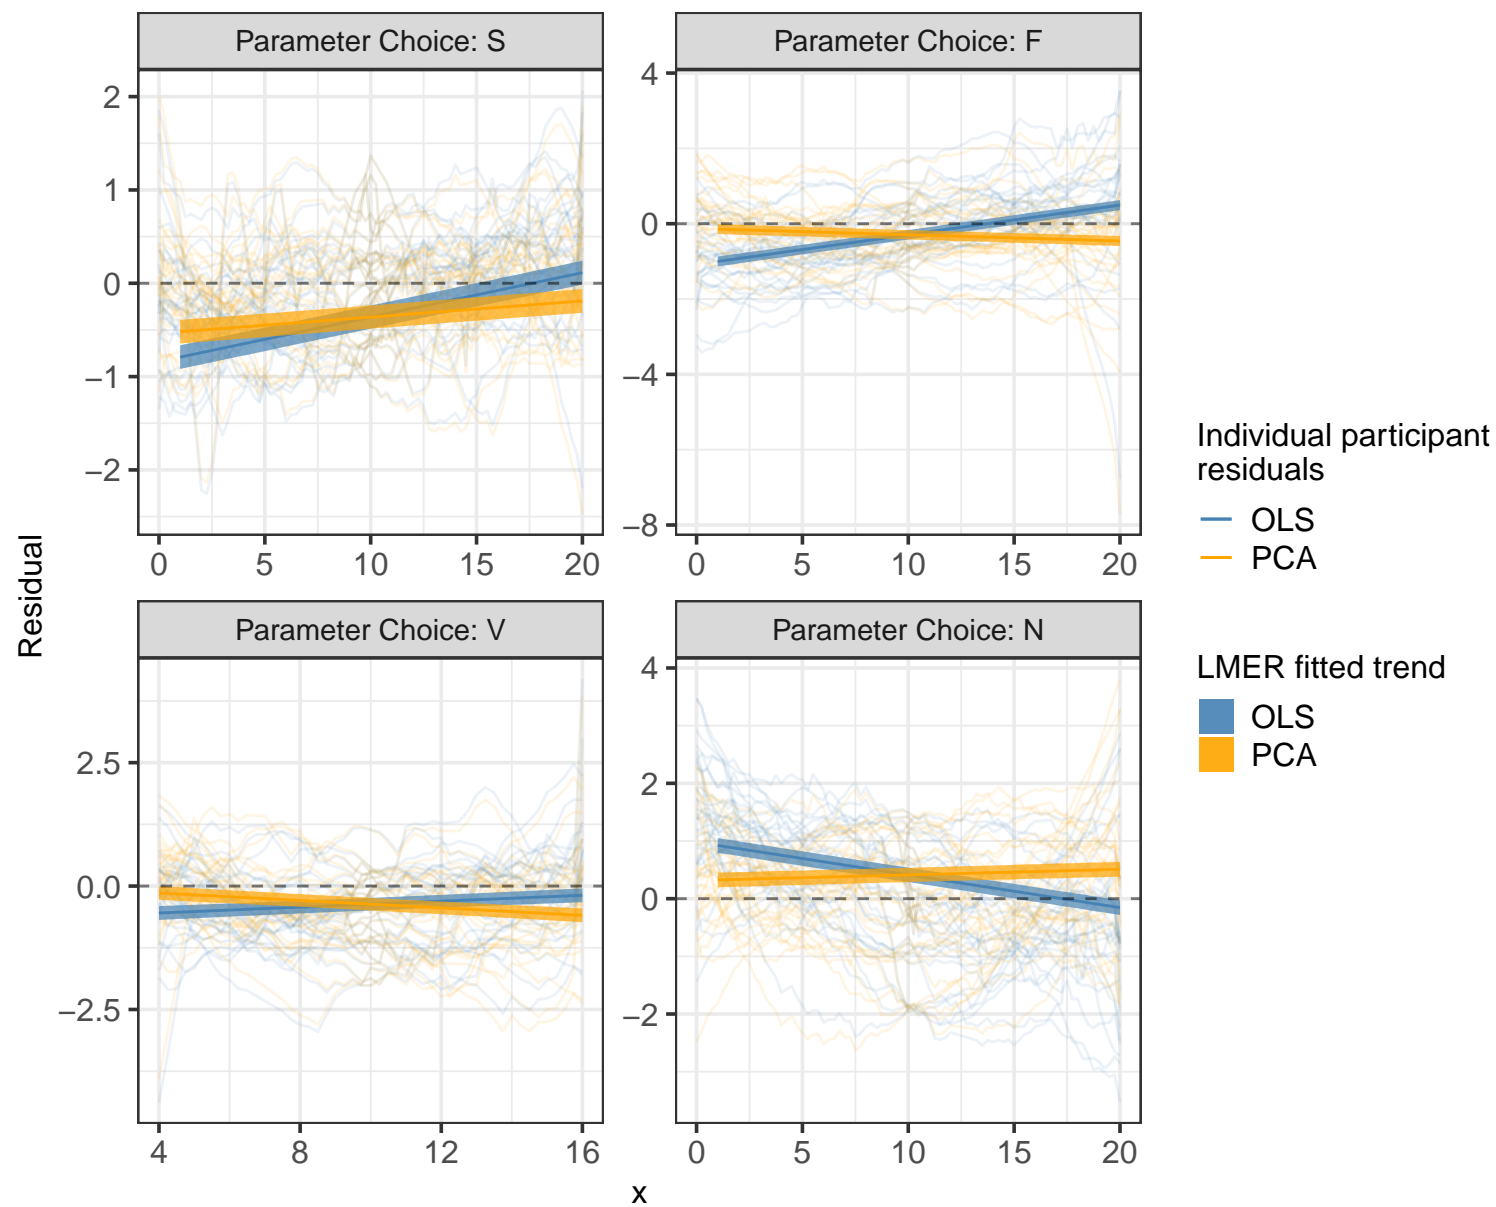 Parameter Choice: S
2
1
0
−1
−2
0 5 10 15 20
Parameter Choice: F
4
0
−4
−8
0 5 10 15 20
Parameter Choice: V
2.5
0.0
−2.5
4 8 12 16
Parameter Choice: N
4
2
0
−2
0 5 10 15 20
Residual
x
Individual participant
residuals
OLS
PCA
LMER fitted trend
OLS
PCA